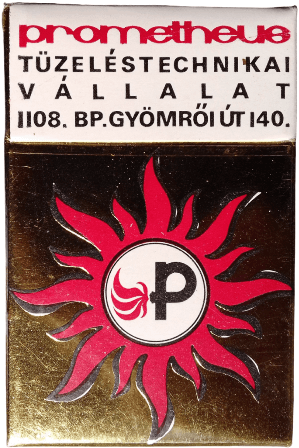 prometheus
TÜZELÉSTECHNIKAI
VÁLLALAT
1108. BP. GYÖMRŐI ÚT 140.
P